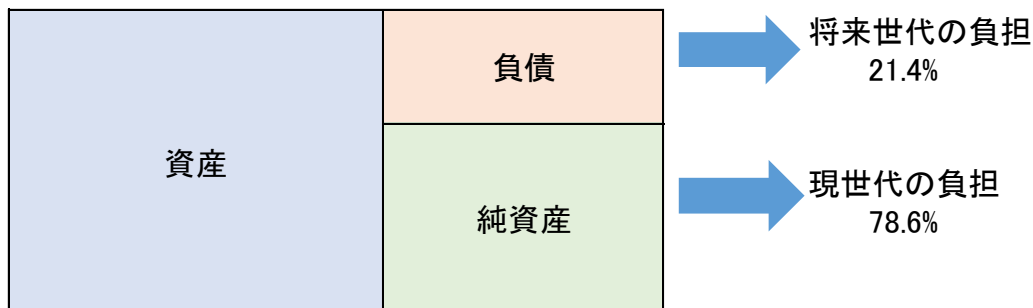 資産
負債
純資産
将来世代の負担
21.4%
現世代の負担
78.6%